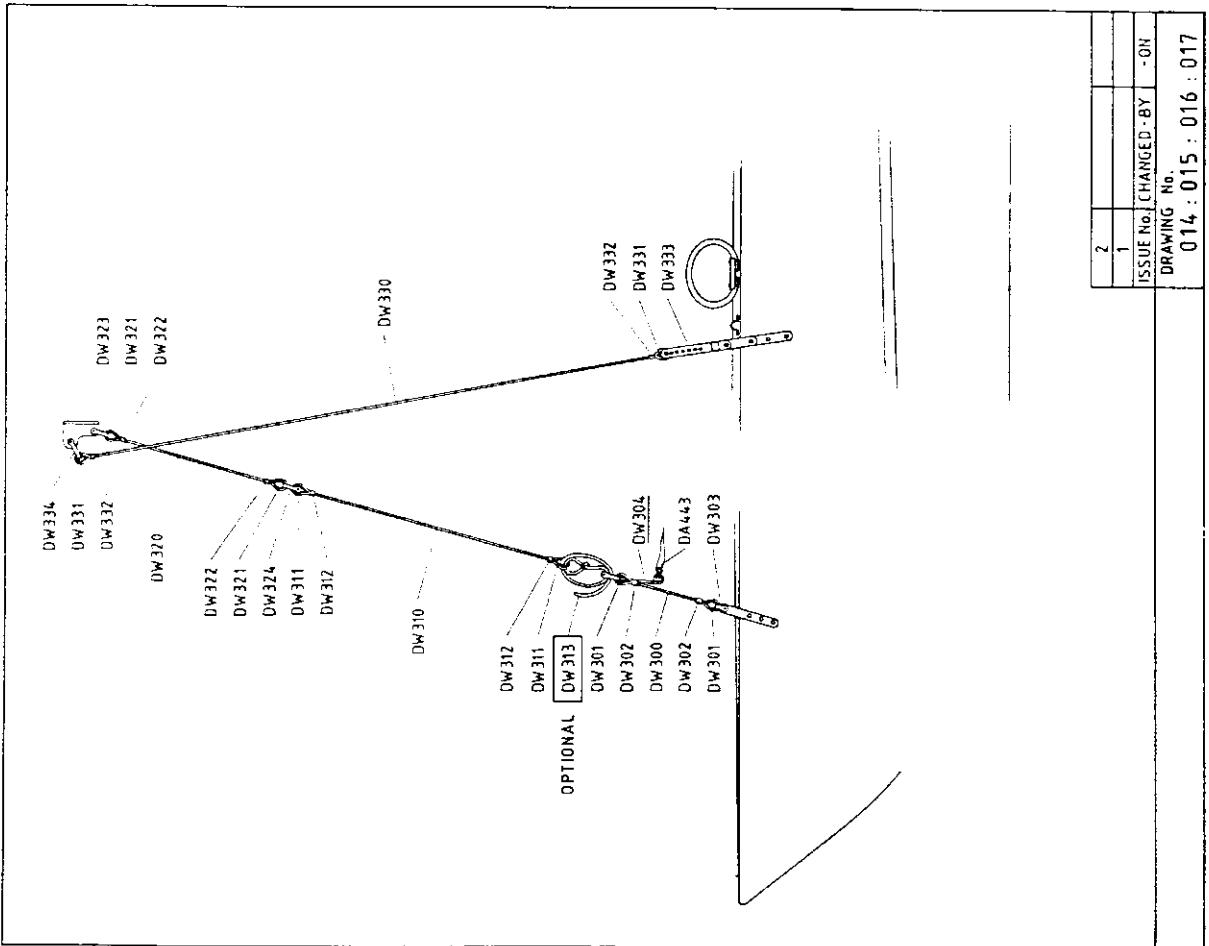 DW334
DW331
DW332
DW323
DW321
DW322
DW320
DW322
DW321
DW324
DW311
DW312
DW310
DW330
DW312
DW311
OPTIONAL DW313
DW301
DW302
DW300
DW302
DW301
DW304
DA443
DW303
DW332
DW331
DW333
2
1
ISSUE No. CHANGED-BY -ON
DRAWING No.
014:015:016:017